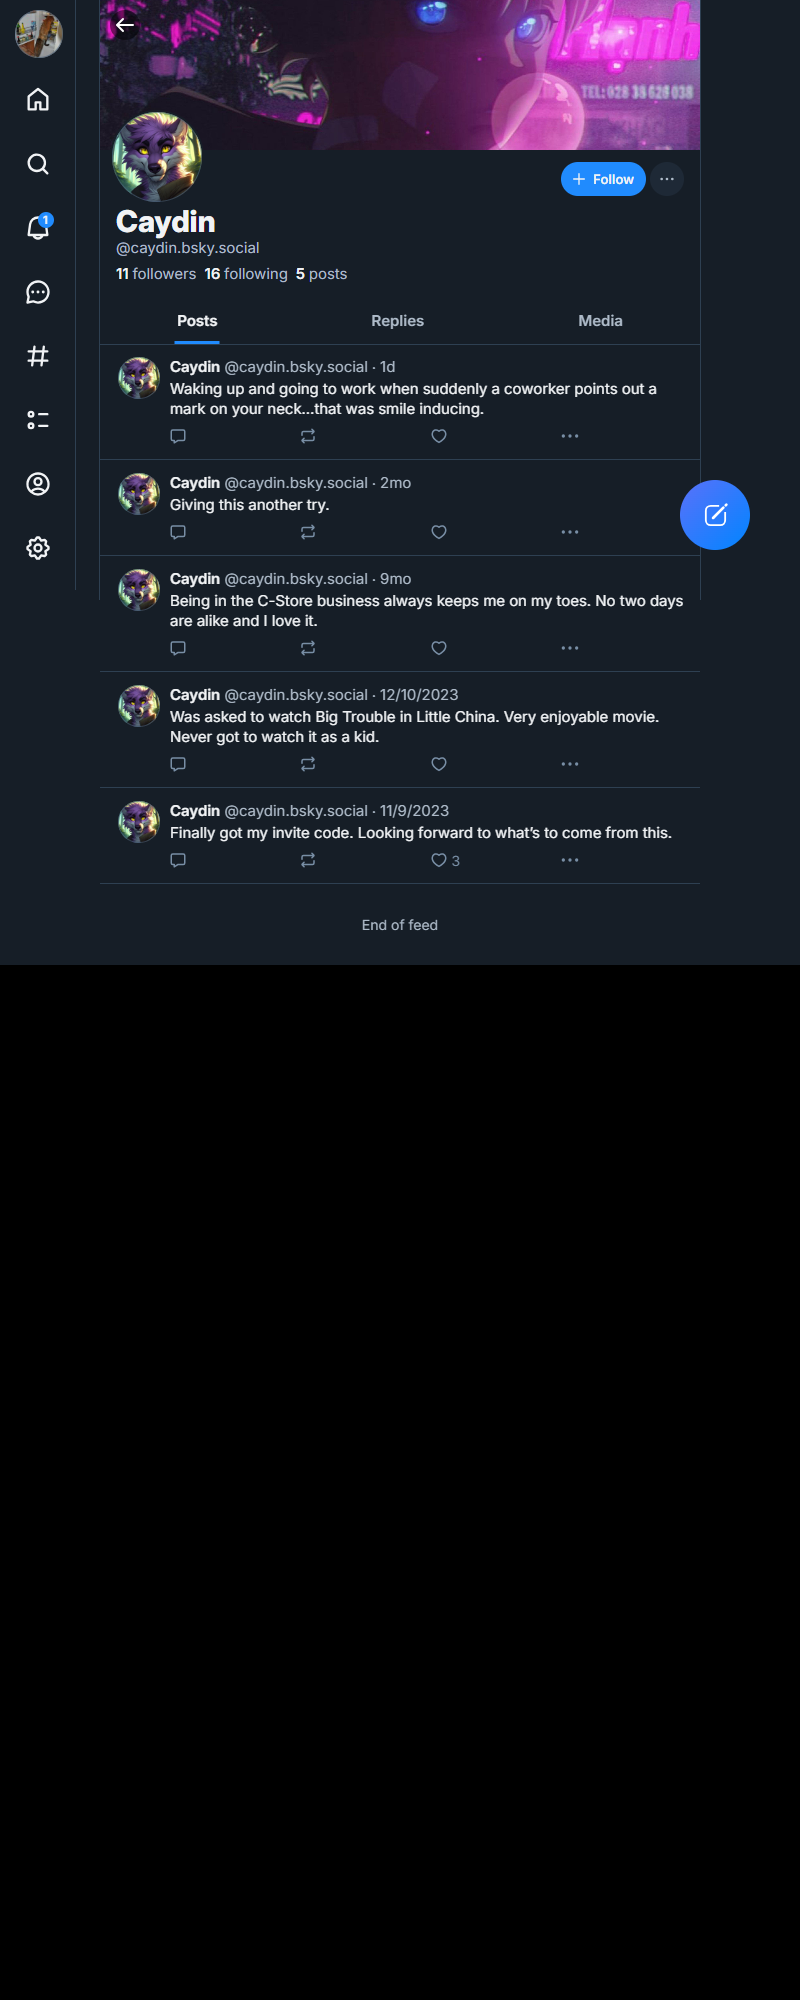 TEL: 028 38 628 038
+ Follow
Caydin
@caydin.bsky.social
11 followers 16 following 5 posts
1
Posts Replies Media
Caydin @caydin.bsky.social · 1d
Waking up and going to work when suddenly a coworker points out a
mark on your neck...that was smile inducing.
Caydin @caydin.bsky.social · 2mo
Giving this another try.
Caydin @caydin.bsky.social · 9mo
Being in the C-Store business always keeps me on my toes. No two days
are alike and I love it.
Caydin @caydin.bsky.social · 12/10/2023
Was asked to watch Big Trouble in Little China. Very enjoyable movie.
Never got to watch it as a kid.
Caydin @caydin.bsky.social · 11/9/2023
Finally got my invite code. Looking forward to what's to come from this.
3
End of feed